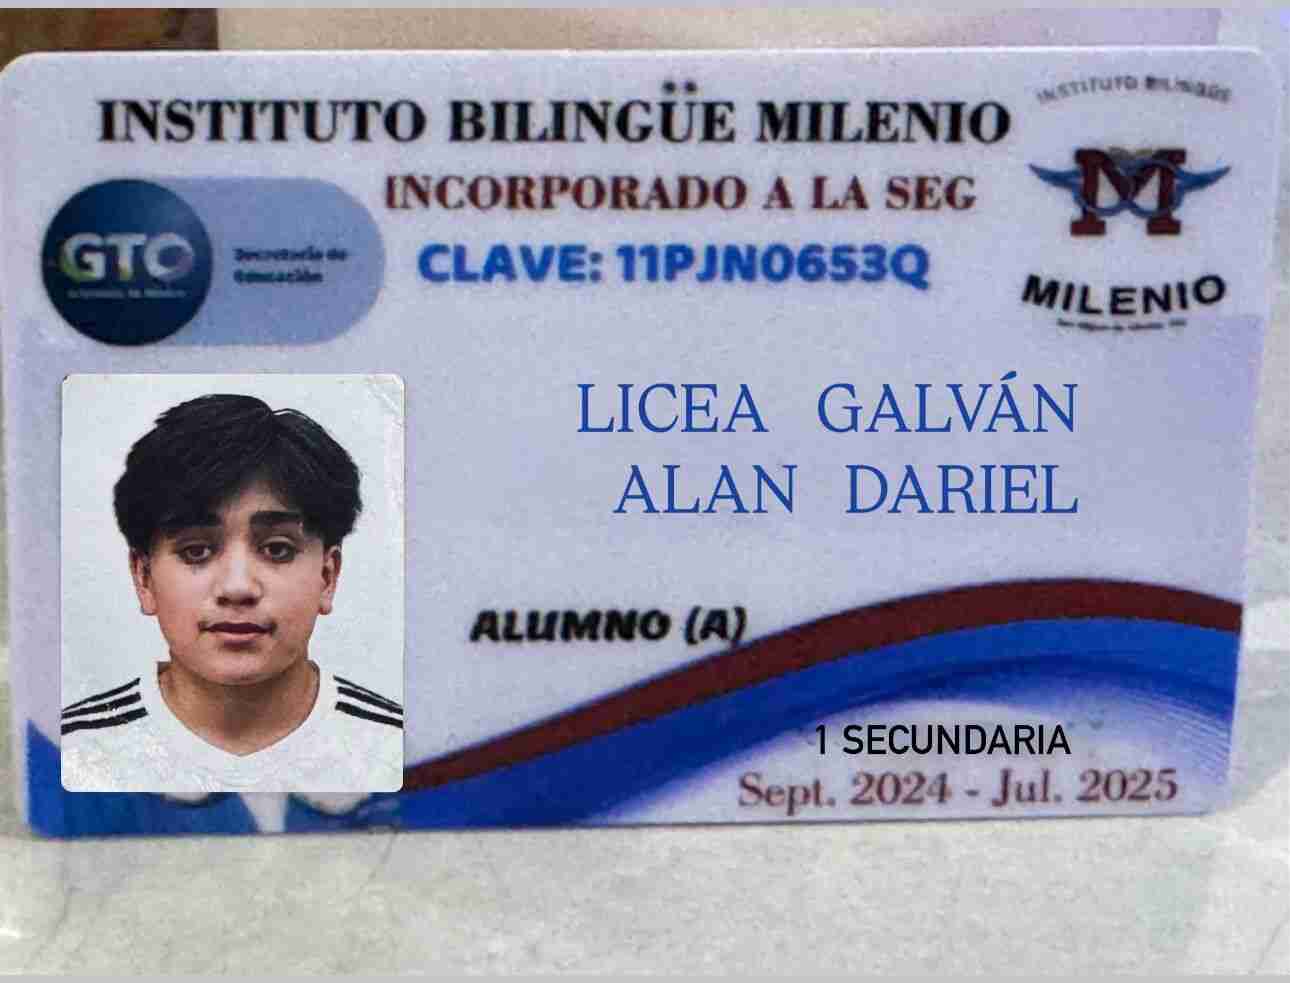 INSTITUTO BILINGÜE MILENIO
INSTITUTO BILINGÜE
INCORPORADO A LA SEG
GTO
Secretaría de
Educación
CLAVE: 11PJN0653Q
M
MILENIO
LICEA GALVÁN
ALAN DARIEL
ALUMNO (A)
1 SECUNDARIA
Sept. 2024 - Jul. 2025